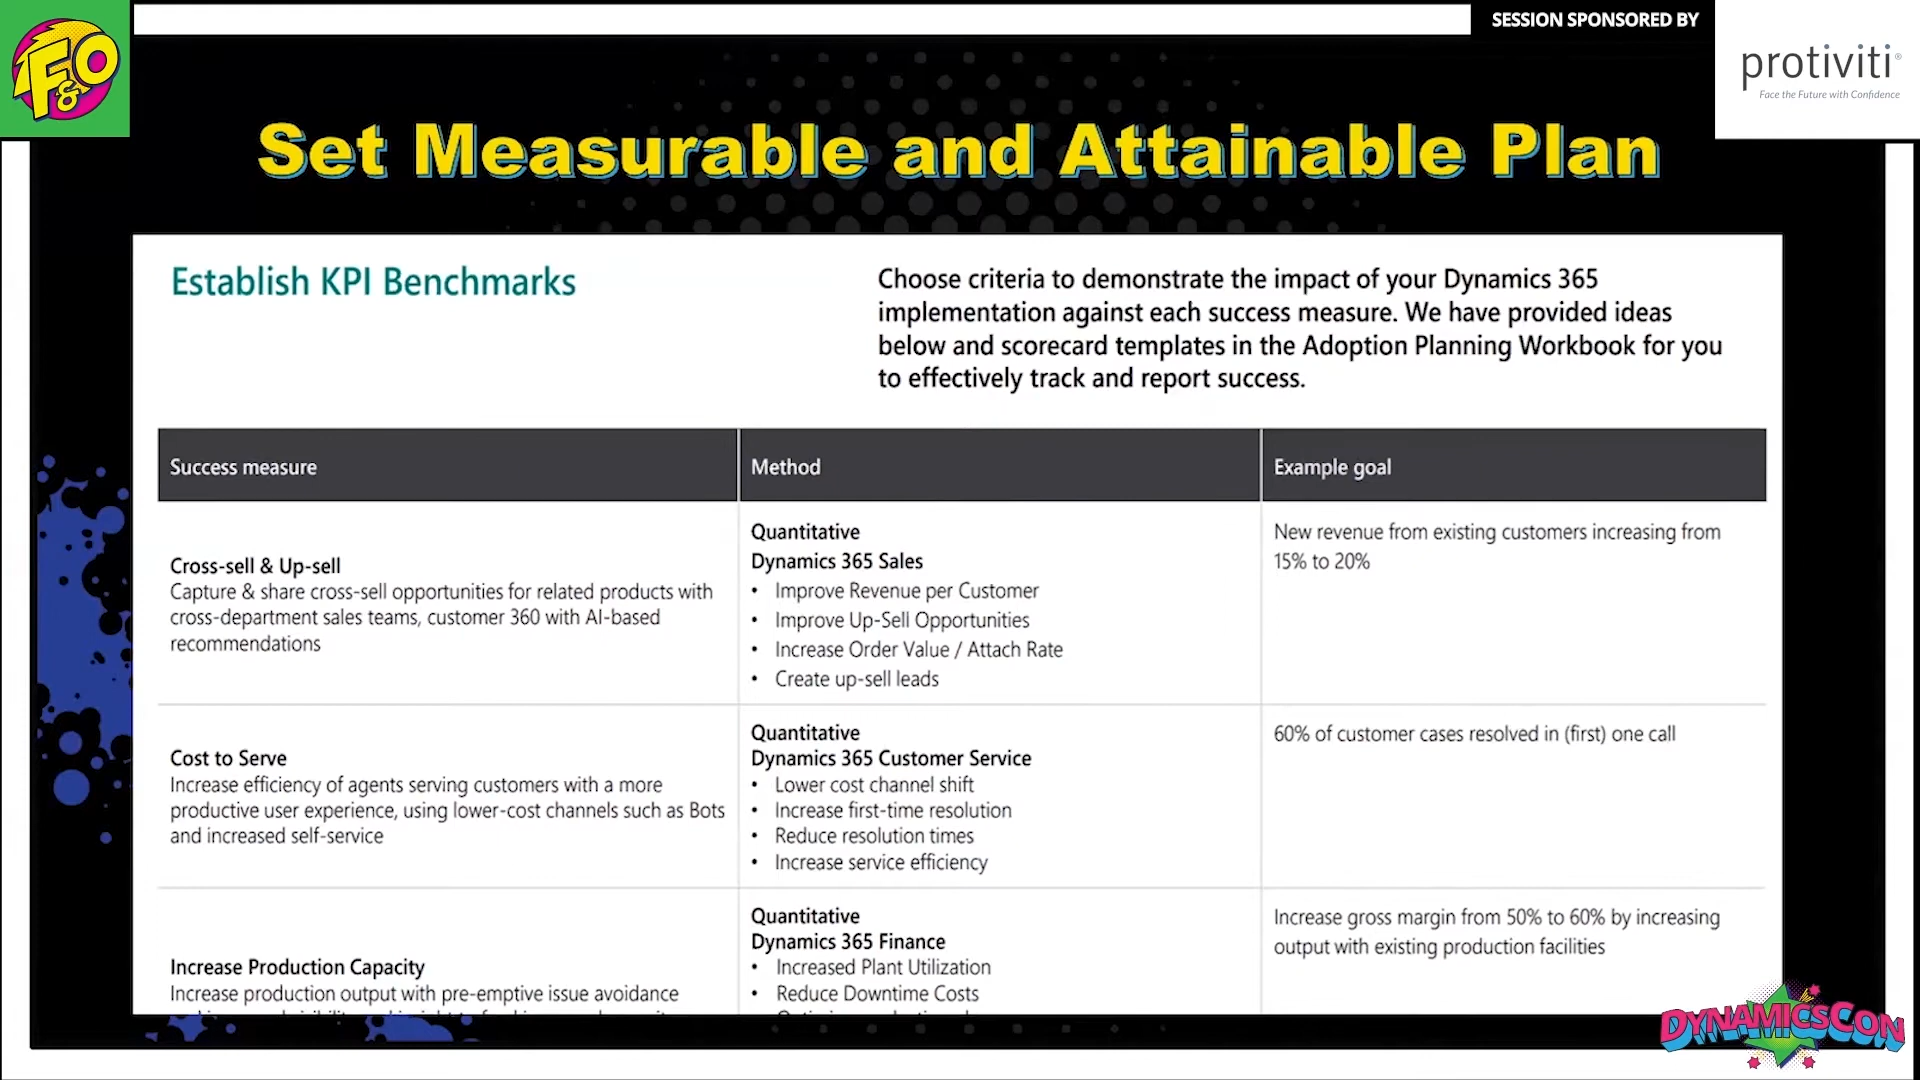 F&O
SESSION SPONSORED BY
protiviti®
Face the Future with Confidence
Set Measurable and Attainable Plan
Establish KPI Benchmarks
Choose criteria to demonstrate the impact of your Dynamics 365
implementation against each success measure. We have provided ideas
below and scorecard templates in the Adoption Planning Workbook for you
to effectively track and report success.
Success measure
Method
Example goal
Cross-sell & Up-sell
Capture & share cross-sell opportunities for related products with
cross-department sales teams, customer 360 with AI-based
recommendations
Quantitative
Dynamics 365 Sales
• Improve Revenue per Customer
• Improve Up-Sell Opportunities
• Increase Order Value / Attach Rate
• Create up-sell leads
New revenue from existing customers increasing from
15% to 20%
Cost to Serve
Increase efficiency of agents serving customers with a more
productive user experience, using lower-cost channels such as Bots
and increased self-service
Quantitative
Dynamics 365 Customer Service
• Lower cost channel shift
• Increase first-time resolution
• Reduce resolution times
• Increase service efficiency
60% of customer cases resolved in (first) one call
Increase Production Capacity
Increase production output with pre-emptive issue avoidance
Quantitative
Dynamics 365 Finance
• Increased Plant Utilization
• Reduce Downtime Costs
Increase gross margin from 50% to 60% by increasing
output with existing production facilities
DYNAMICSCON